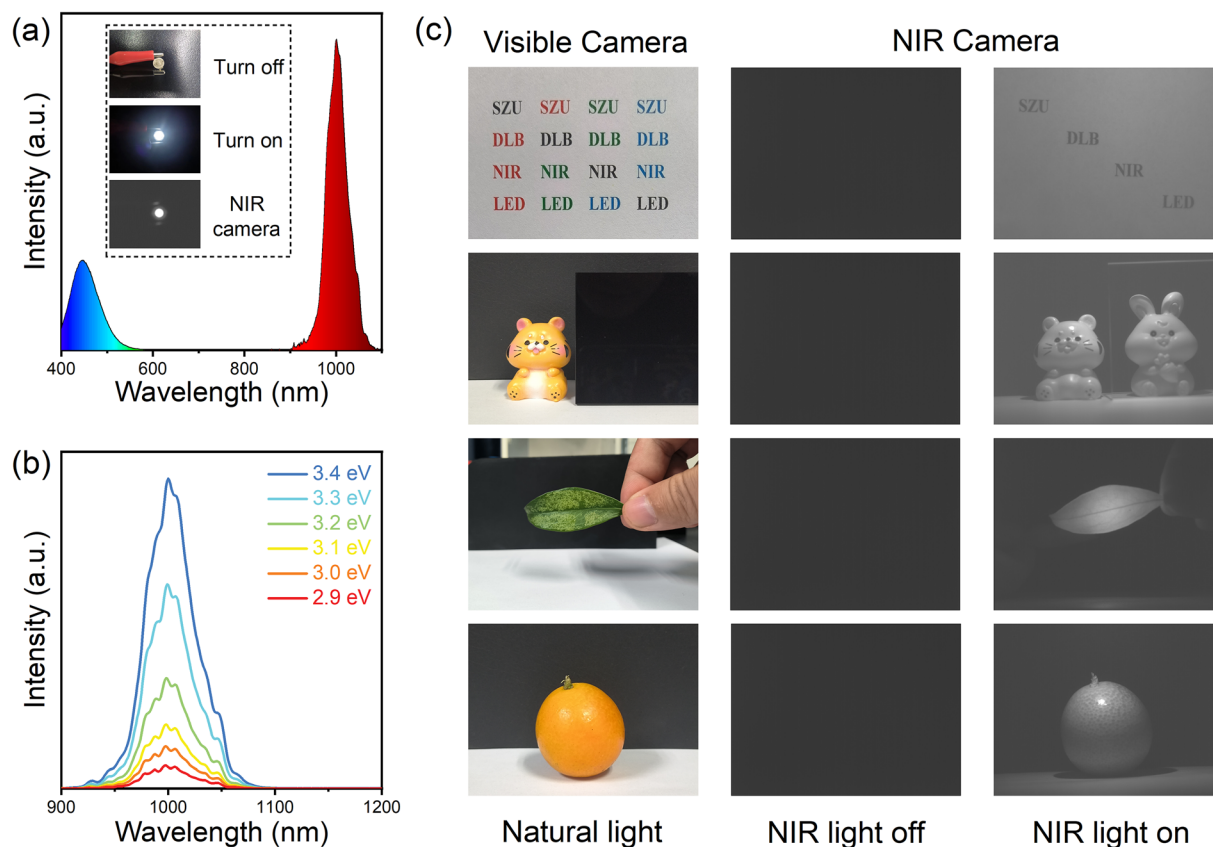 (a)
Intensity (a.u.)
Turn off
Turn on
NIR
camera
400 600 800 1000
Wavelength (nm)
(b)
Intensity (a.u.)
3.4 eV
3.3 eV
3.2 eV
3.1 eV
3.0 eV
2.9 eV
900 1000 1100 1200
Wavelength (nm)
(c)
Visible Camera NIR Camera
SZU SZU SZU SZU
DLB DLB DLB DLB
NIR NIR NIR NIR
LED LED LED LED
SZU
DLB
NIR
LED
Natural light NIR light off NIR light on